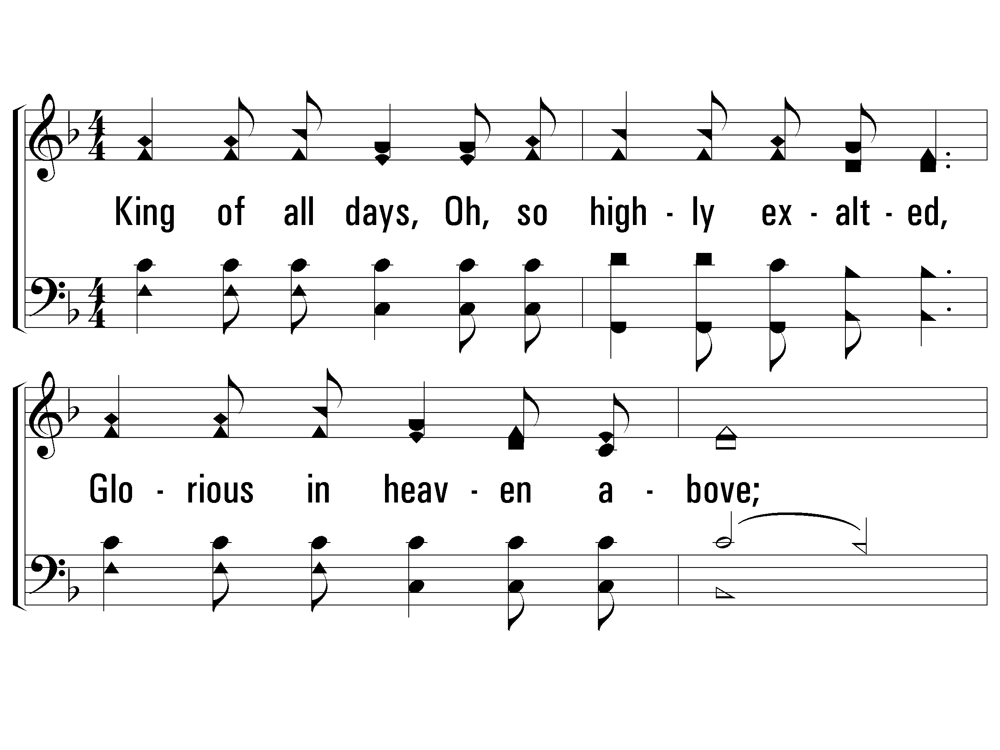 King of all days, Oh, so high - ly ex - alt - ed,
Glo - rious in heav - en a - bove;